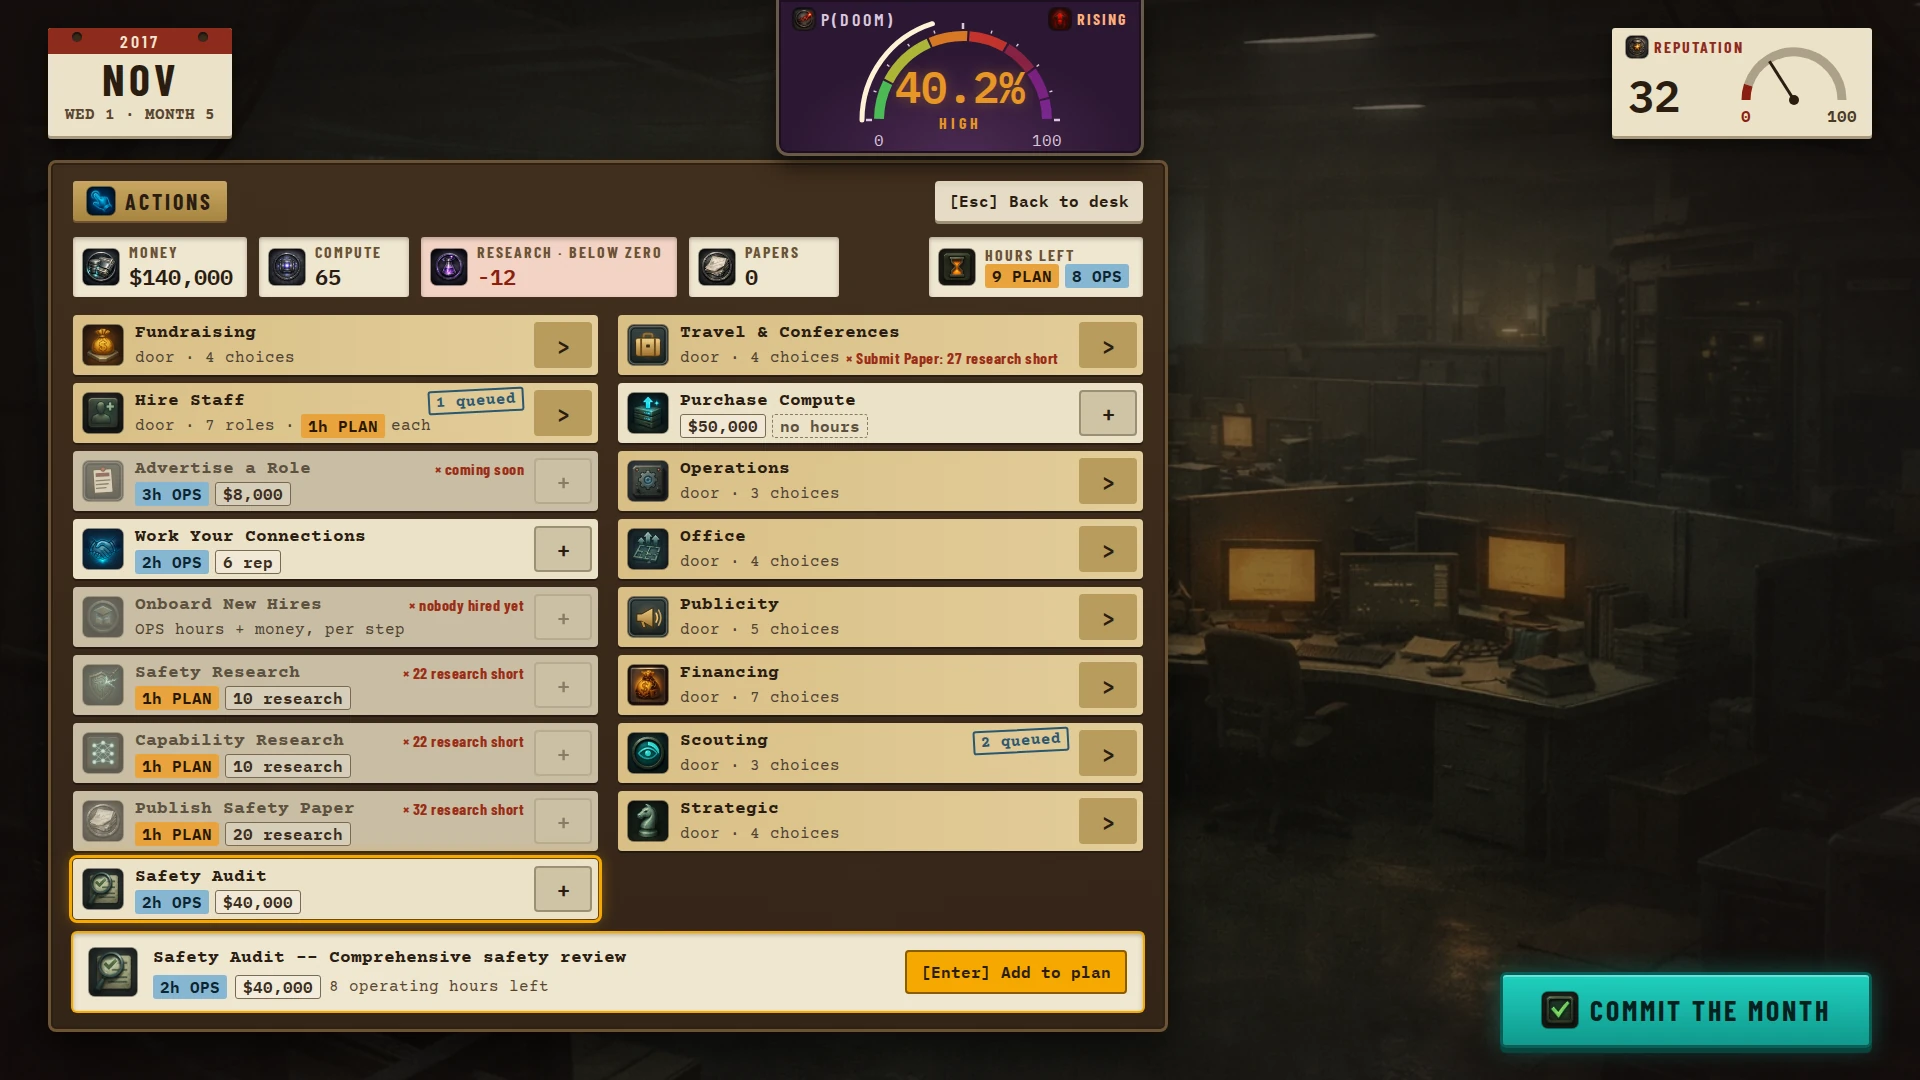 2017
NOV
WED 1 · MONTH 5
P(DOOM)
RISING
40.2%
HIGH
0
100
REPUTATION
32
0
100
ACTIONS
[Esc] Back to desk
MONEY
$140,000
COMPUTE
65
RESEARCH · BELOW ZERO
-12
PAPERS
0
HOURS LEFT
9 PLAN
8 OPS
Fundraising
door · 4 choices
>
Hire Staff
1 queued
door · 7 roles · 1h PLAN each
>
Advertise a Role
× coming soon
3h OPS
$8,000
+
Work Your Connections
2h OPS
6 rep
+
Onboard New Hires
× nobody hired yet
OPS hours + money, per step
+
Safety Research
× 22 research short
1h PLAN
10 research
+
Capability Research
× 22 research short
1h PLAN
10 research
+
Publish Safety Paper
× 32 research short
1h PLAN
20 research
+
Safety Audit
2h OPS
$40,000
+
Travel & Conferences
door · 4 choices × Submit Paper: 27 research short
>
Purchase Compute
$50,000
no hours
+
Operations
door · 3 choices
>
Office
door · 4 choices
>
Publicity
door · 5 choices
>
Financing
door · 7 choices
>
Scouting
2 queued
door · 3 choices
>
Strategic
door · 4 choices
>
Safety Audit -- Comprehensive safety review
2h OPS
$40,000
8 operating hours left
[Enter] Add to plan
COMMIT THE MONTH